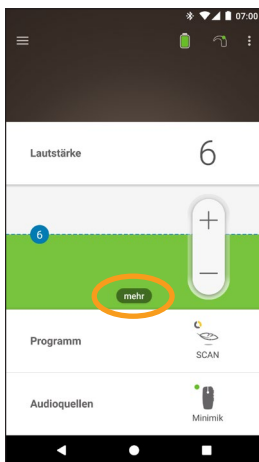 07:00
Lautstärke 6
6
+
mehr
—
Programm
SCAN
Audioquellen
Minimik